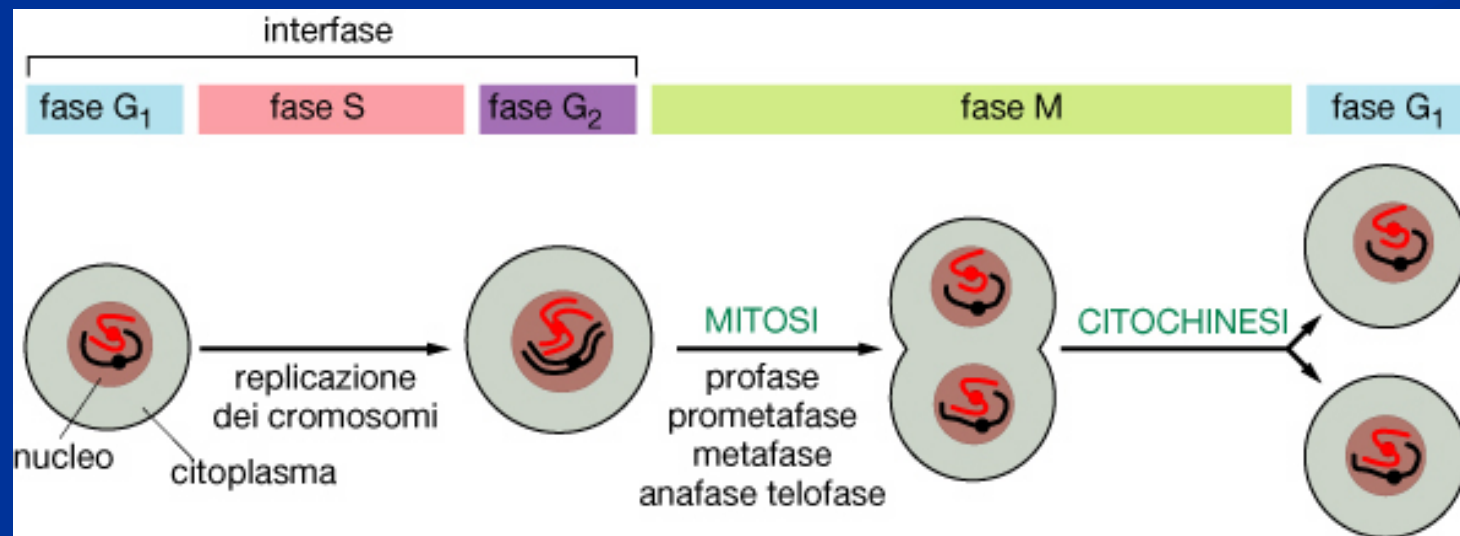 interfase
fase G₁ fase S fase G₂ fase M fase G₁
MITOSI CITOCHINESI
replicazione
dei cromosomi
profase
prometafase
metafase
anafase telofase
nucleo
citoplasma